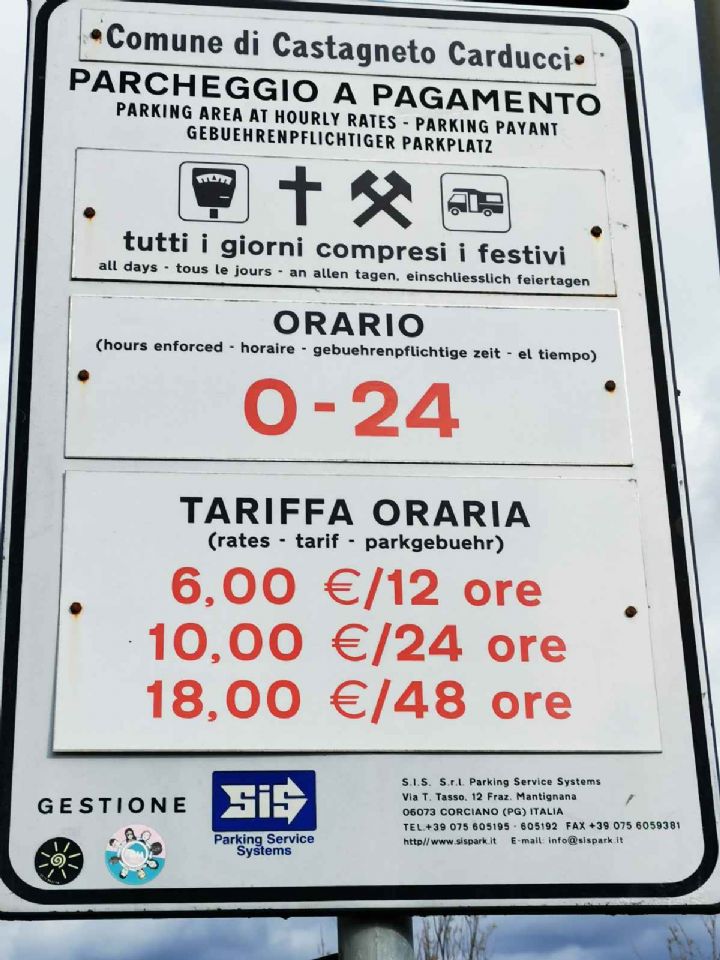 Comune di Castagneto Carducci
PARCHEGGIO A PAGAMENTO
PARKING AREA AT HOURLY RATES - PARKING PAYANT
GEBUEHRENPFLICHTIGER PARKPLATZ
tutti i giorni compresi i festivi
all days - tous le jours - an allen tagen, einschliesslich feiertagen
ORARIO
(hours enforced - horaire - gebuehrenpflichtige zeit - el tiempo)
0 - 24
TARIFFA ORARIA
(rates - tarif - parkgebuehr)
6,00 €/12 ore
10,00 €/24 ore
18,00 €/48 ore
GESTIONE
SiS
Parking Service
Systems
S.I.S. S.r.l. Parking Service Systems
Via T. Tasso, 12 Fraz. Mantignana
06073 CORCIANO (PG) ITALIA
TEL.+39 075 605195 - 605192 FAX +39 075 6059381
http// www.sispark.it E-mail: info@sispark.it